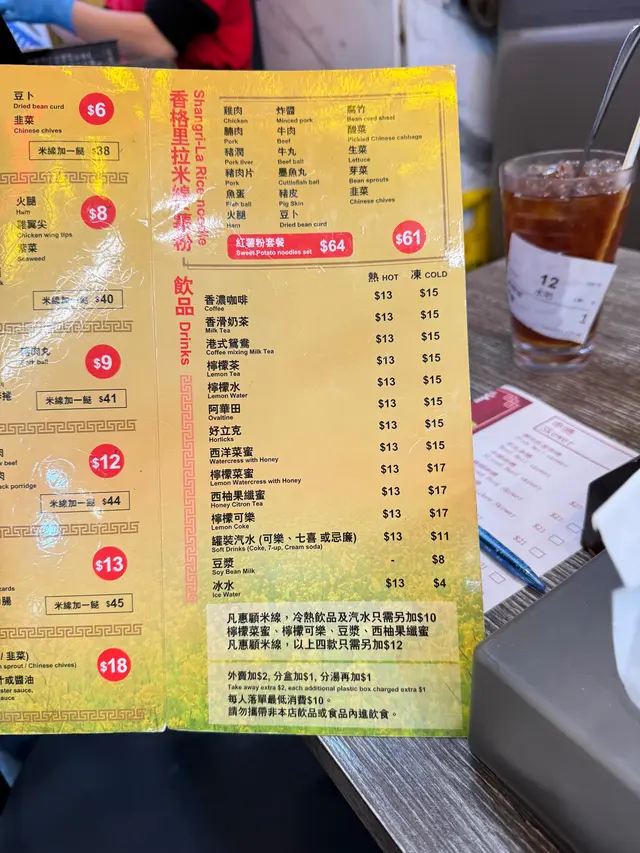 豆卜
Dried bean curd
韭菜
Chinese chives
$6
米線加一餸 $38
火腿
Ham
雞翼尖
Chicken wing tips
紫菜
Seaweed
$8
米線加一餸 $40
$9
米線加一餸 $41
$12
米線加一餸 $44
$13
米線加一餸 $45
/ 韭菜)
sprout / Chinese chives)
$18
香格里拉米線
Shangri-La Rice noodle
雞肉
Chicken
腩肉
Pork
豬潤
Pork liver
豬肉片
Pork
魚蛋
Fish ball
火腿
Ham
炸醬
Minced pork
牛肉
Beef
牛丸
Beef ball
墨魚丸
Cuttlefish ball
豬皮
Pig Skin
豆卜
Dried bean curd
腐竹
Bean curd sheet
酸菜
Pickled Chinese cabbage
生菜
Lettuce
芽菜
Bean sprouts
韭菜
Chinese chives
紅薯粉套餐 $64
Sweet Potato noodles set
$61
飲品 Drinks
熱 HOT 凍 COLD
香濃咖啡 $13 $15
Coffee
香滑奶茶 $13 $15
Milk Tea
港式鴛鴦 $13 $15
Coffee mixing Milk Tea
檸檬茶 $13 $15
Lemon Tea
檸檬水 $13 $15
Lemon Water
阿華田 $13 $15
Ovaltine
好立克 $13 $15
Horlicks
西洋菜蜜 $13 $15
Watercress with Honey
檸檬菜蜜 $13 $17
Lemon Watercress with Honey
西柚果纖蜜 $13 $17
Honey Citron Tea
檸檬可樂 $13 $17
Lemon Coke
罐裝汽水 (可樂、七喜 或忌廉) $13 $11
Soft Drinks (Coke, 7-up, Cream soda)
豆漿 - $8
Soy Bean Milk
冰水 $13 $4
Ice Water
凡惠顧米線，冷熱飲品及汽水只需另加$10
檸檬菜蜜、檸檬可樂、豆漿、西柚果纖蜜
凡惠顧米線，以上四款只需另加$12
外賣加$2, 分盒加$1, 分湯再加$1
Take away extra $2, each additional plastic box charged extra $1
每人落單最低消費$10。
請勿攜帶非本店飲品或食品內進飲食。
12
1